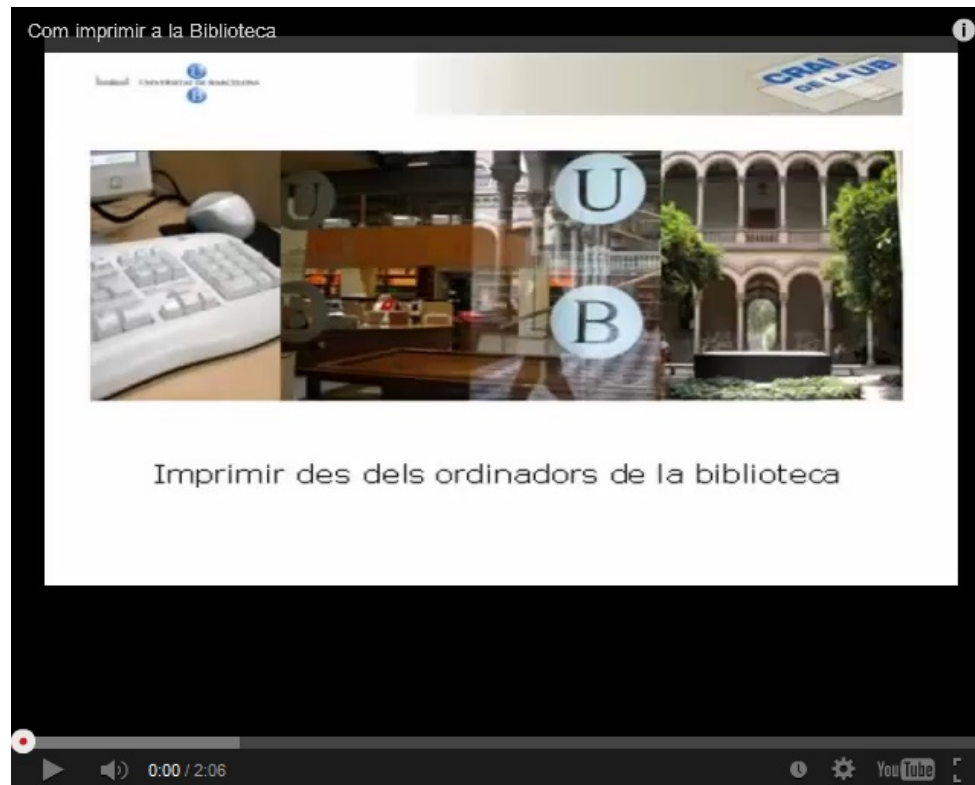 Com imprimir a la Biblioteca
UNIVERSITAT DE BARCELONA
U
B
CRAI
DE LA UB
U
B
U
B
Imprimir des dels ordinadors de la biblioteca
0:00 / 2:06
YouTube